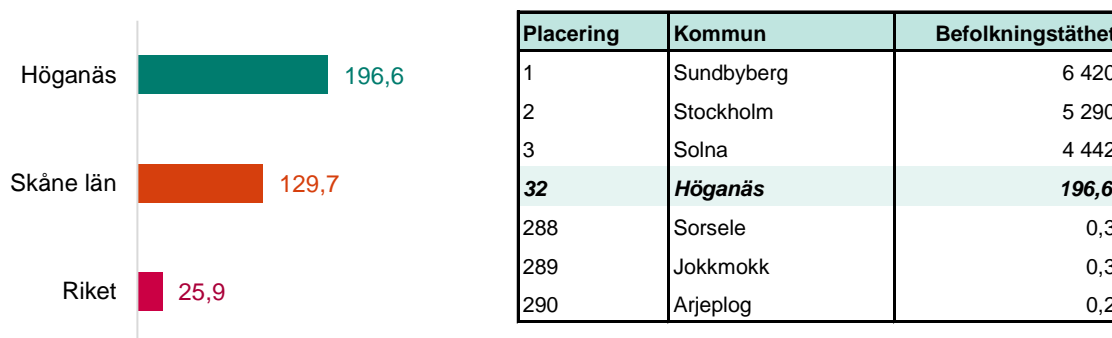 Höganäs 196,6
Skåne län 129,7
Riket 25,9
Placering Kommun Befolkningstäthet
1 Sundbyberg 6 420
2 Stockholm 5 290
3 Solna 4 442
32 Höganäs 196,6
288 Sorsele 0,3
289 Jokkmokk 0,3
290 Arjeplog 0,2